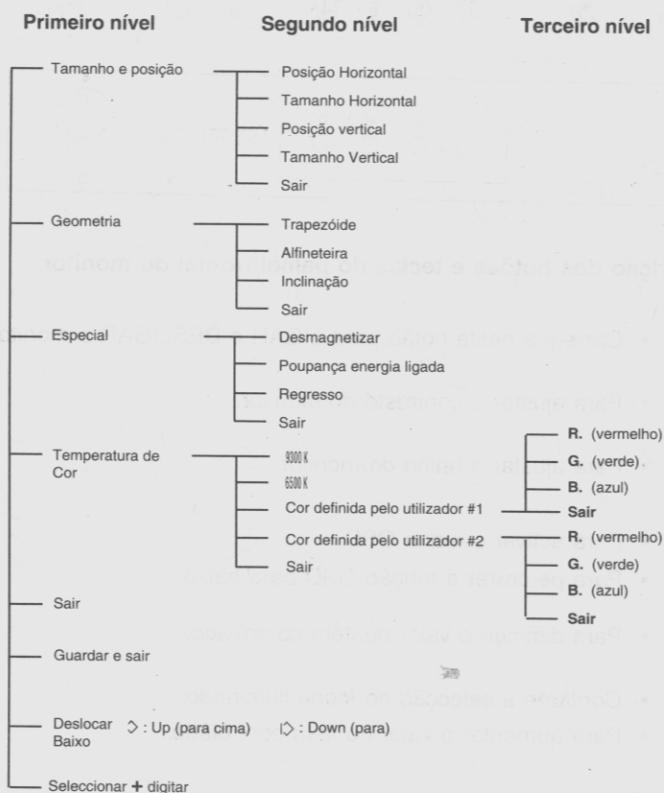 Primeiro nível
Segundo nível
Terceiro nível
Tamanho e posição
Posição Horizontal
Tamanho Horizontal
Posição vertical
Tamanho Vertical
Sair
Geometria
Trapezóide
Alfineteira
Inclinação
Sair
Especial
Desmagnetizar
Poupança energia ligada
Regresso
Sair
Temperatura de
Cor
9300 K
6500 K
Cor definida pelo utilizador #1
R. (vermelho)
G. (verde)
B. (azul)
Sair
Cor definida pelo utilizador #2
R. (vermelho)
G. (verde)
B. (azul)
Sair
Sair
Sair
Guardar e sair
Deslocar : Up (para cima) : Down (para)
Baixo
Seleccionar + digitar